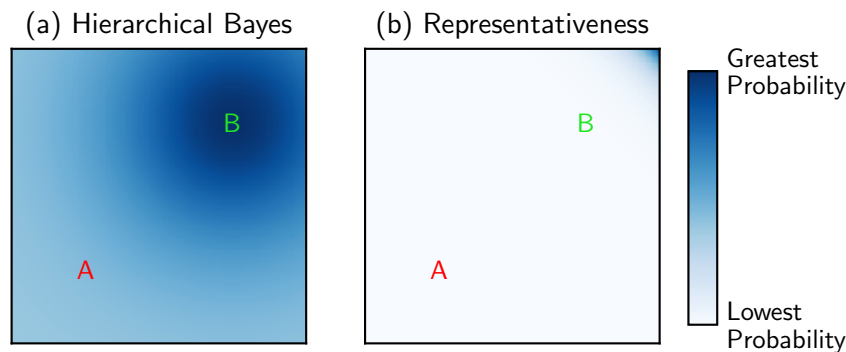 (a) Hierarchical Bayes
(b) Representativeness
Greatest
Probability
B
B
A
A
Lowest
Probability